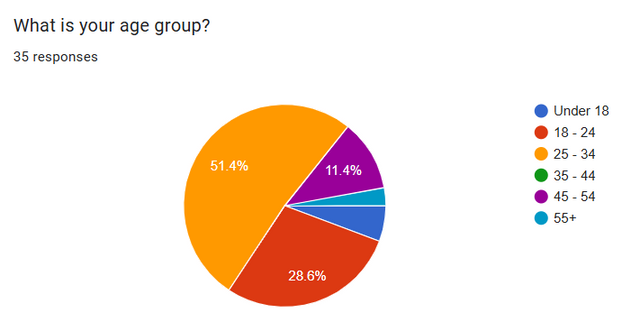 What is your age group?
35 responses
51.4%
11.4%
28.6%
Under 18
18 - 24
25 - 34
35 - 44
45 - 54
55+